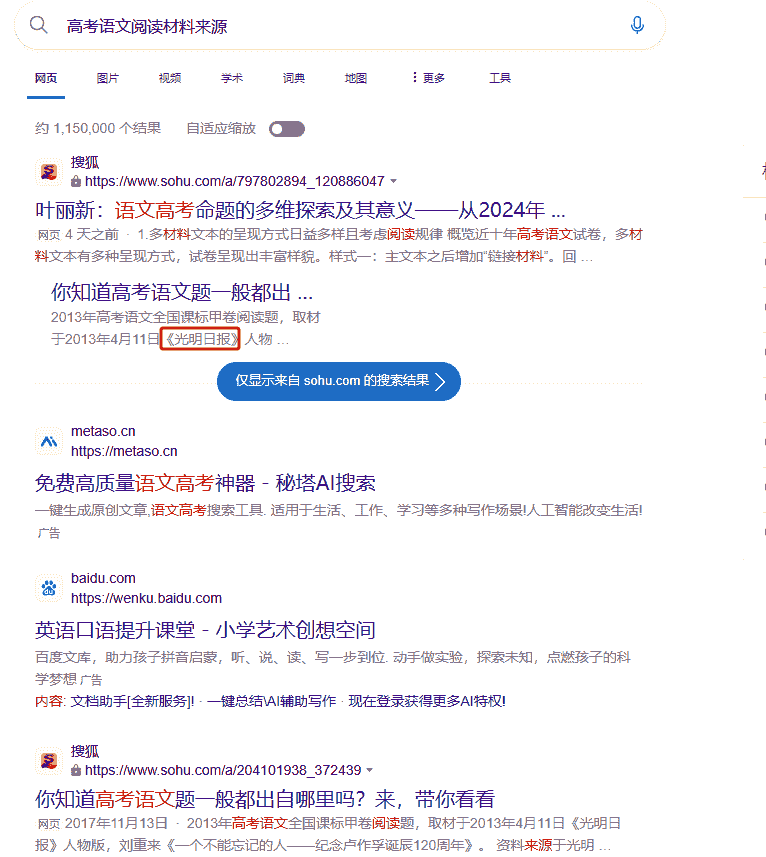 高考语文阅读材料来源
网页 图片 视频 学术 词典 地图 更多 工具
约 1,150,000 个结果 自适应缩放
搜狐
https://www.sohu.com/a/797802894_120886047
叶丽新：语文高考命题的多维探索及其意义——从2024年 ...
网页 4 天之前 · 1.多材料文本的呈现方式日益多样且考虑阅读规律 概览近十年高考语文试卷，多材
料文本有多种呈现方式，试卷呈现出丰富样貌。样式一：主文本之后增加“链接材料”。回 ...
你知道高考语文题一般都出 ...
2013年高考语文全国课标甲卷阅读题，取材
于2013年4月11日《光明日报》人物 ...
仅显示来自 sohu.com 的搜索结果
metaso.cn
https://metaso.cn
免费高质量语文高考神器 - 秘塔AI搜索
一键生成原创文章,语文高考搜索工具. 适用于生活、工作、学习等多种写作场景!人工智能改变生活!
广告
baidu.com
https://wenku.baidu.com
英语口语提升课堂 - 小学艺术创想空间
百度文库，助力孩子拼音启蒙，听、说、读、写一步到位. 动手做实验，探索未知，点燃孩子的科
学梦想 广告
内容: 文档助手[全新服务]! · 一键总结\AI辅助写作 · 现在登录获得更多AI特权!
搜狐
https://www.sohu.com/a/204101938_372439
你知道高考语文题一般都出自哪里吗？来，带你看看
网页 2017年11月13日 · 2013年高考语文全国课标甲卷阅读题，取材于2013年4月11日《光明日
报》人物版，刘重来《一个不能忘记的人——纪念卢作孚诞辰120周年》。 资料来源于光明 ...